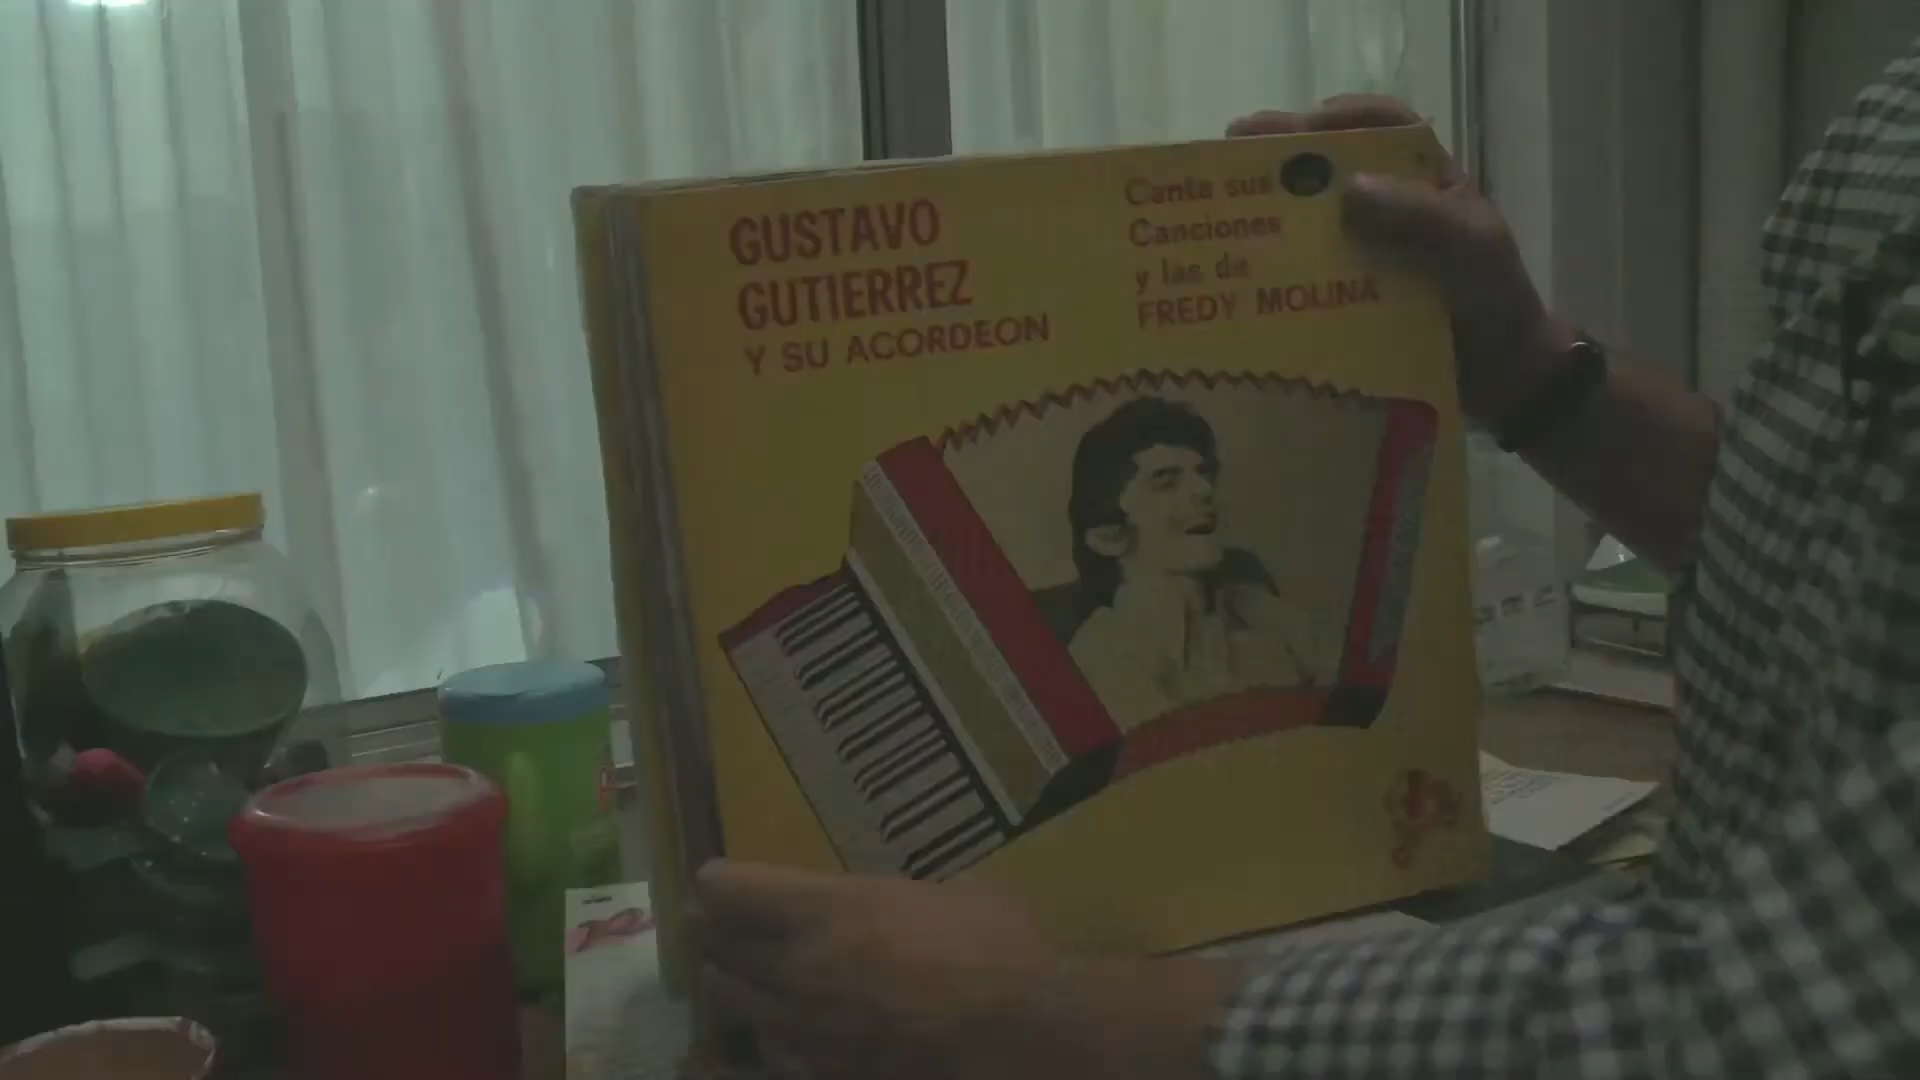 GUSTAVO
GUTIERREZ
Y SU ACORDEON
Canta sus
Canciones
y las de
FREDY MOLINA